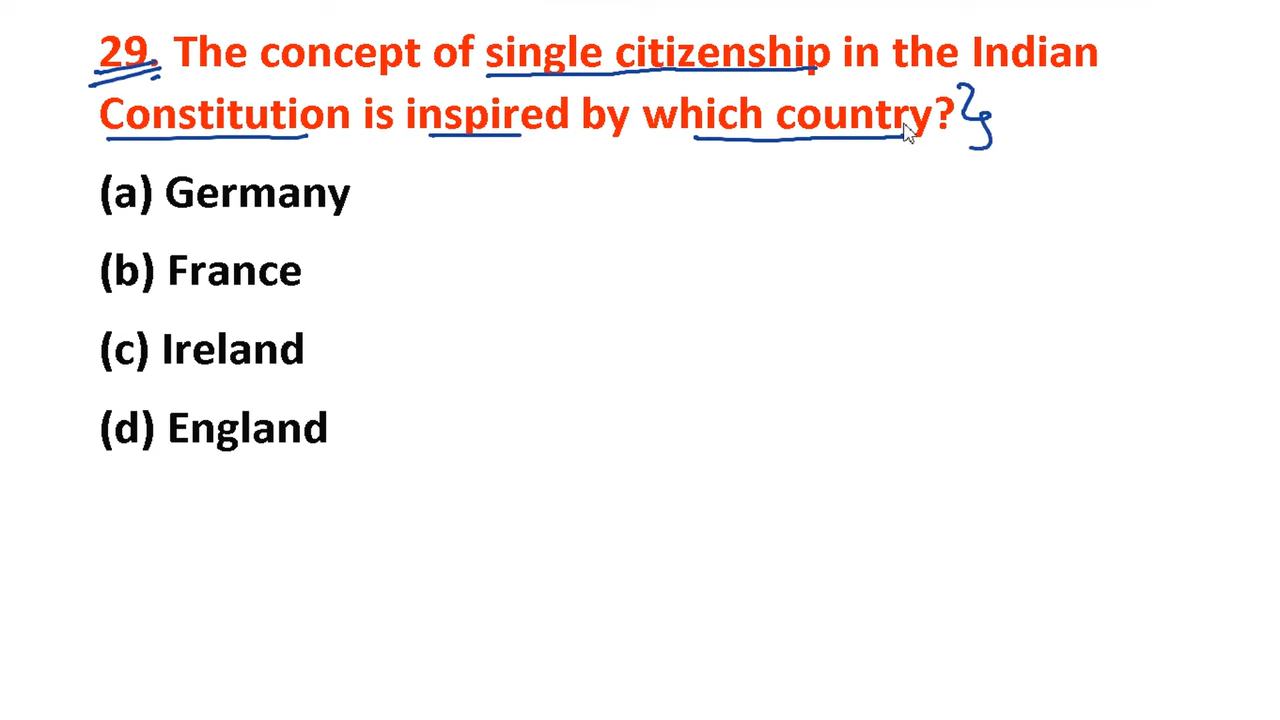 29. The concept of single citizenship in the Indian
Constitution is inspired by which country?
(a) Germany
(b) France
(c) Ireland
(d) England